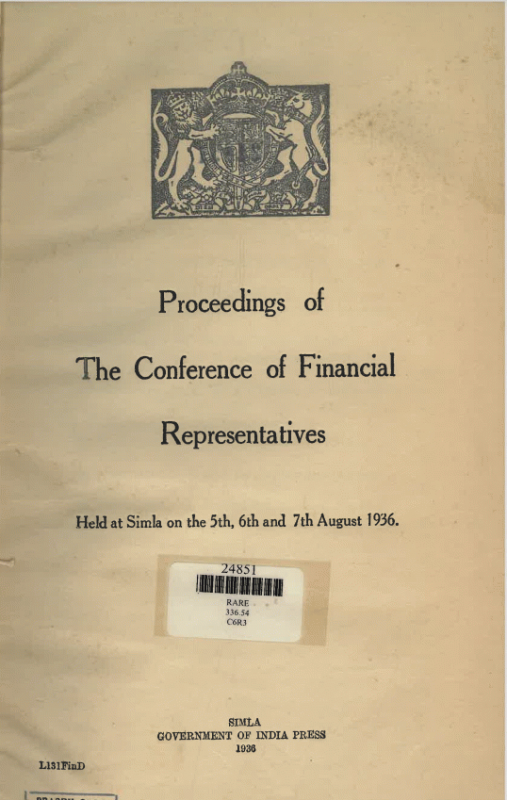 Proceedings of
The Conference of Financial
Representatives
Held at Simla on the 5th, 6th and 7th August 1936.
24851
RARE
336.54
C6R3
SIMLA
GOVERNMENT OF INDIA PRESS
1936
L131FinD